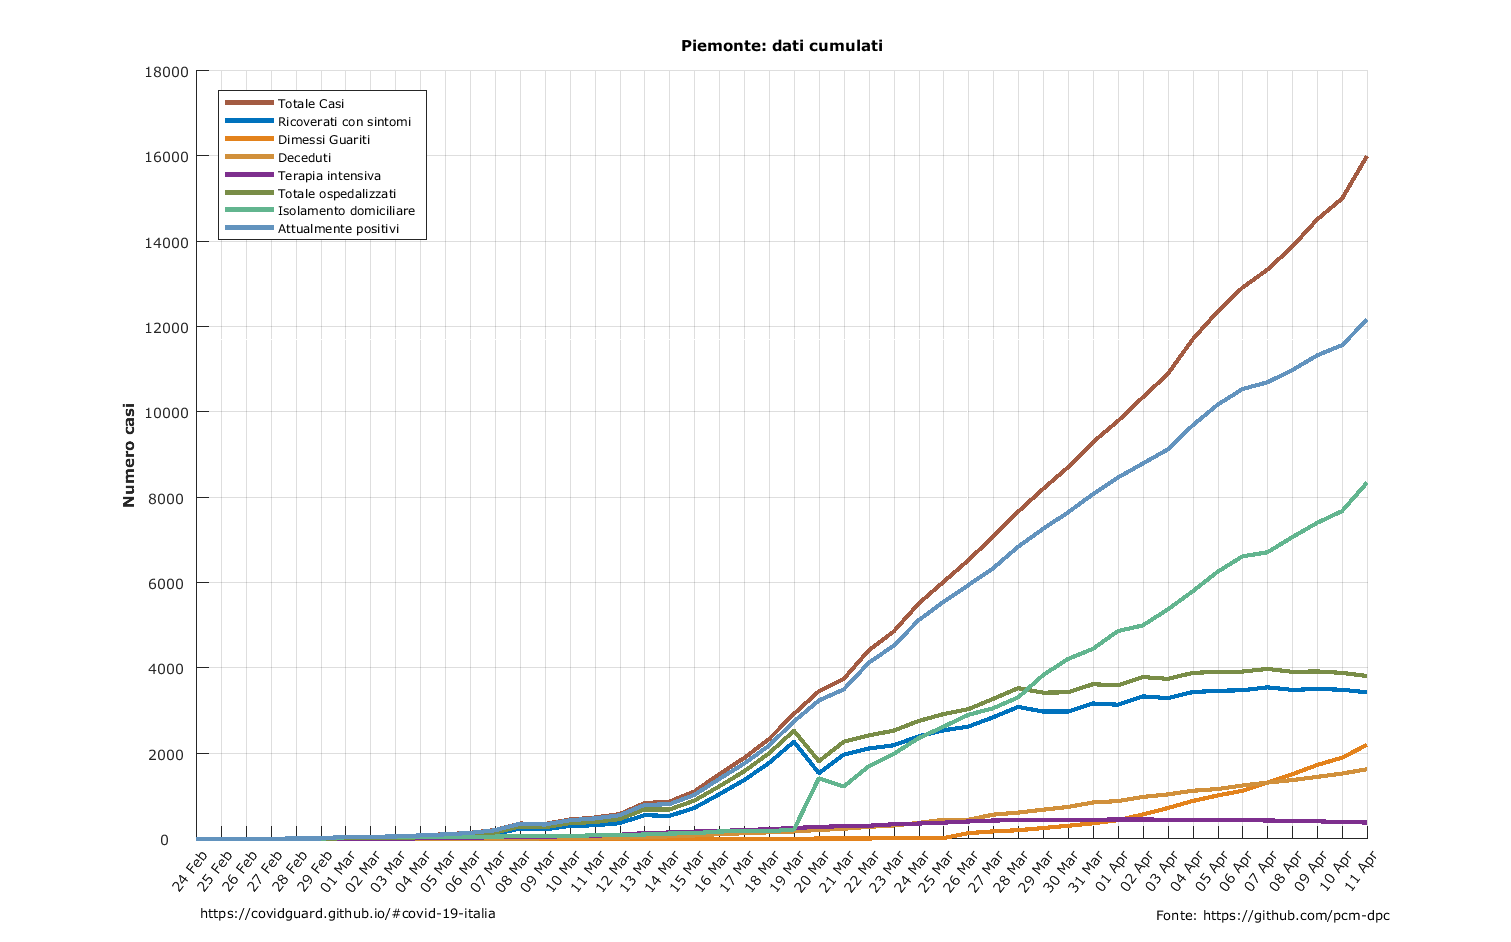 Piemonte: dati cumulati
18000
16000
14000
12000
10000
8000
6000
4000
2000
0
Numero casi
Totale Casi
Ricoverati con sintomi
Dimessi Guariti
Deceduti
Terapia intensiva
Totale ospedalizzati
Isolamento domiciliare
Attualmente positivi
24 Feb
25 Feb
26 Feb
27 Feb
28 Feb
29 Feb
01 Mar
02 Mar
03 Mar
04 Mar
05 Mar
06 Mar
07 Mar
08 Mar
09 Mar
10 Mar
11 Mar
12 Mar
13 Mar
14 Mar
15 Mar
16 Mar
17 Mar
18 Mar
19 Mar
20 Mar
21 Mar
22 Mar
23 Mar
24 Mar
25 Mar
26 Mar
27 Mar
28 Mar
29 Mar
30 Mar
31 Mar
01 Apr
02 Apr
03 Apr
04 Apr
05 Apr
06 Apr
07 Apr
08 Apr
09 Apr
10 Apr
11 Apr
https://covidguard.github.io/#covid-19-italia
Fonte: https://github.com/pcm-dpc